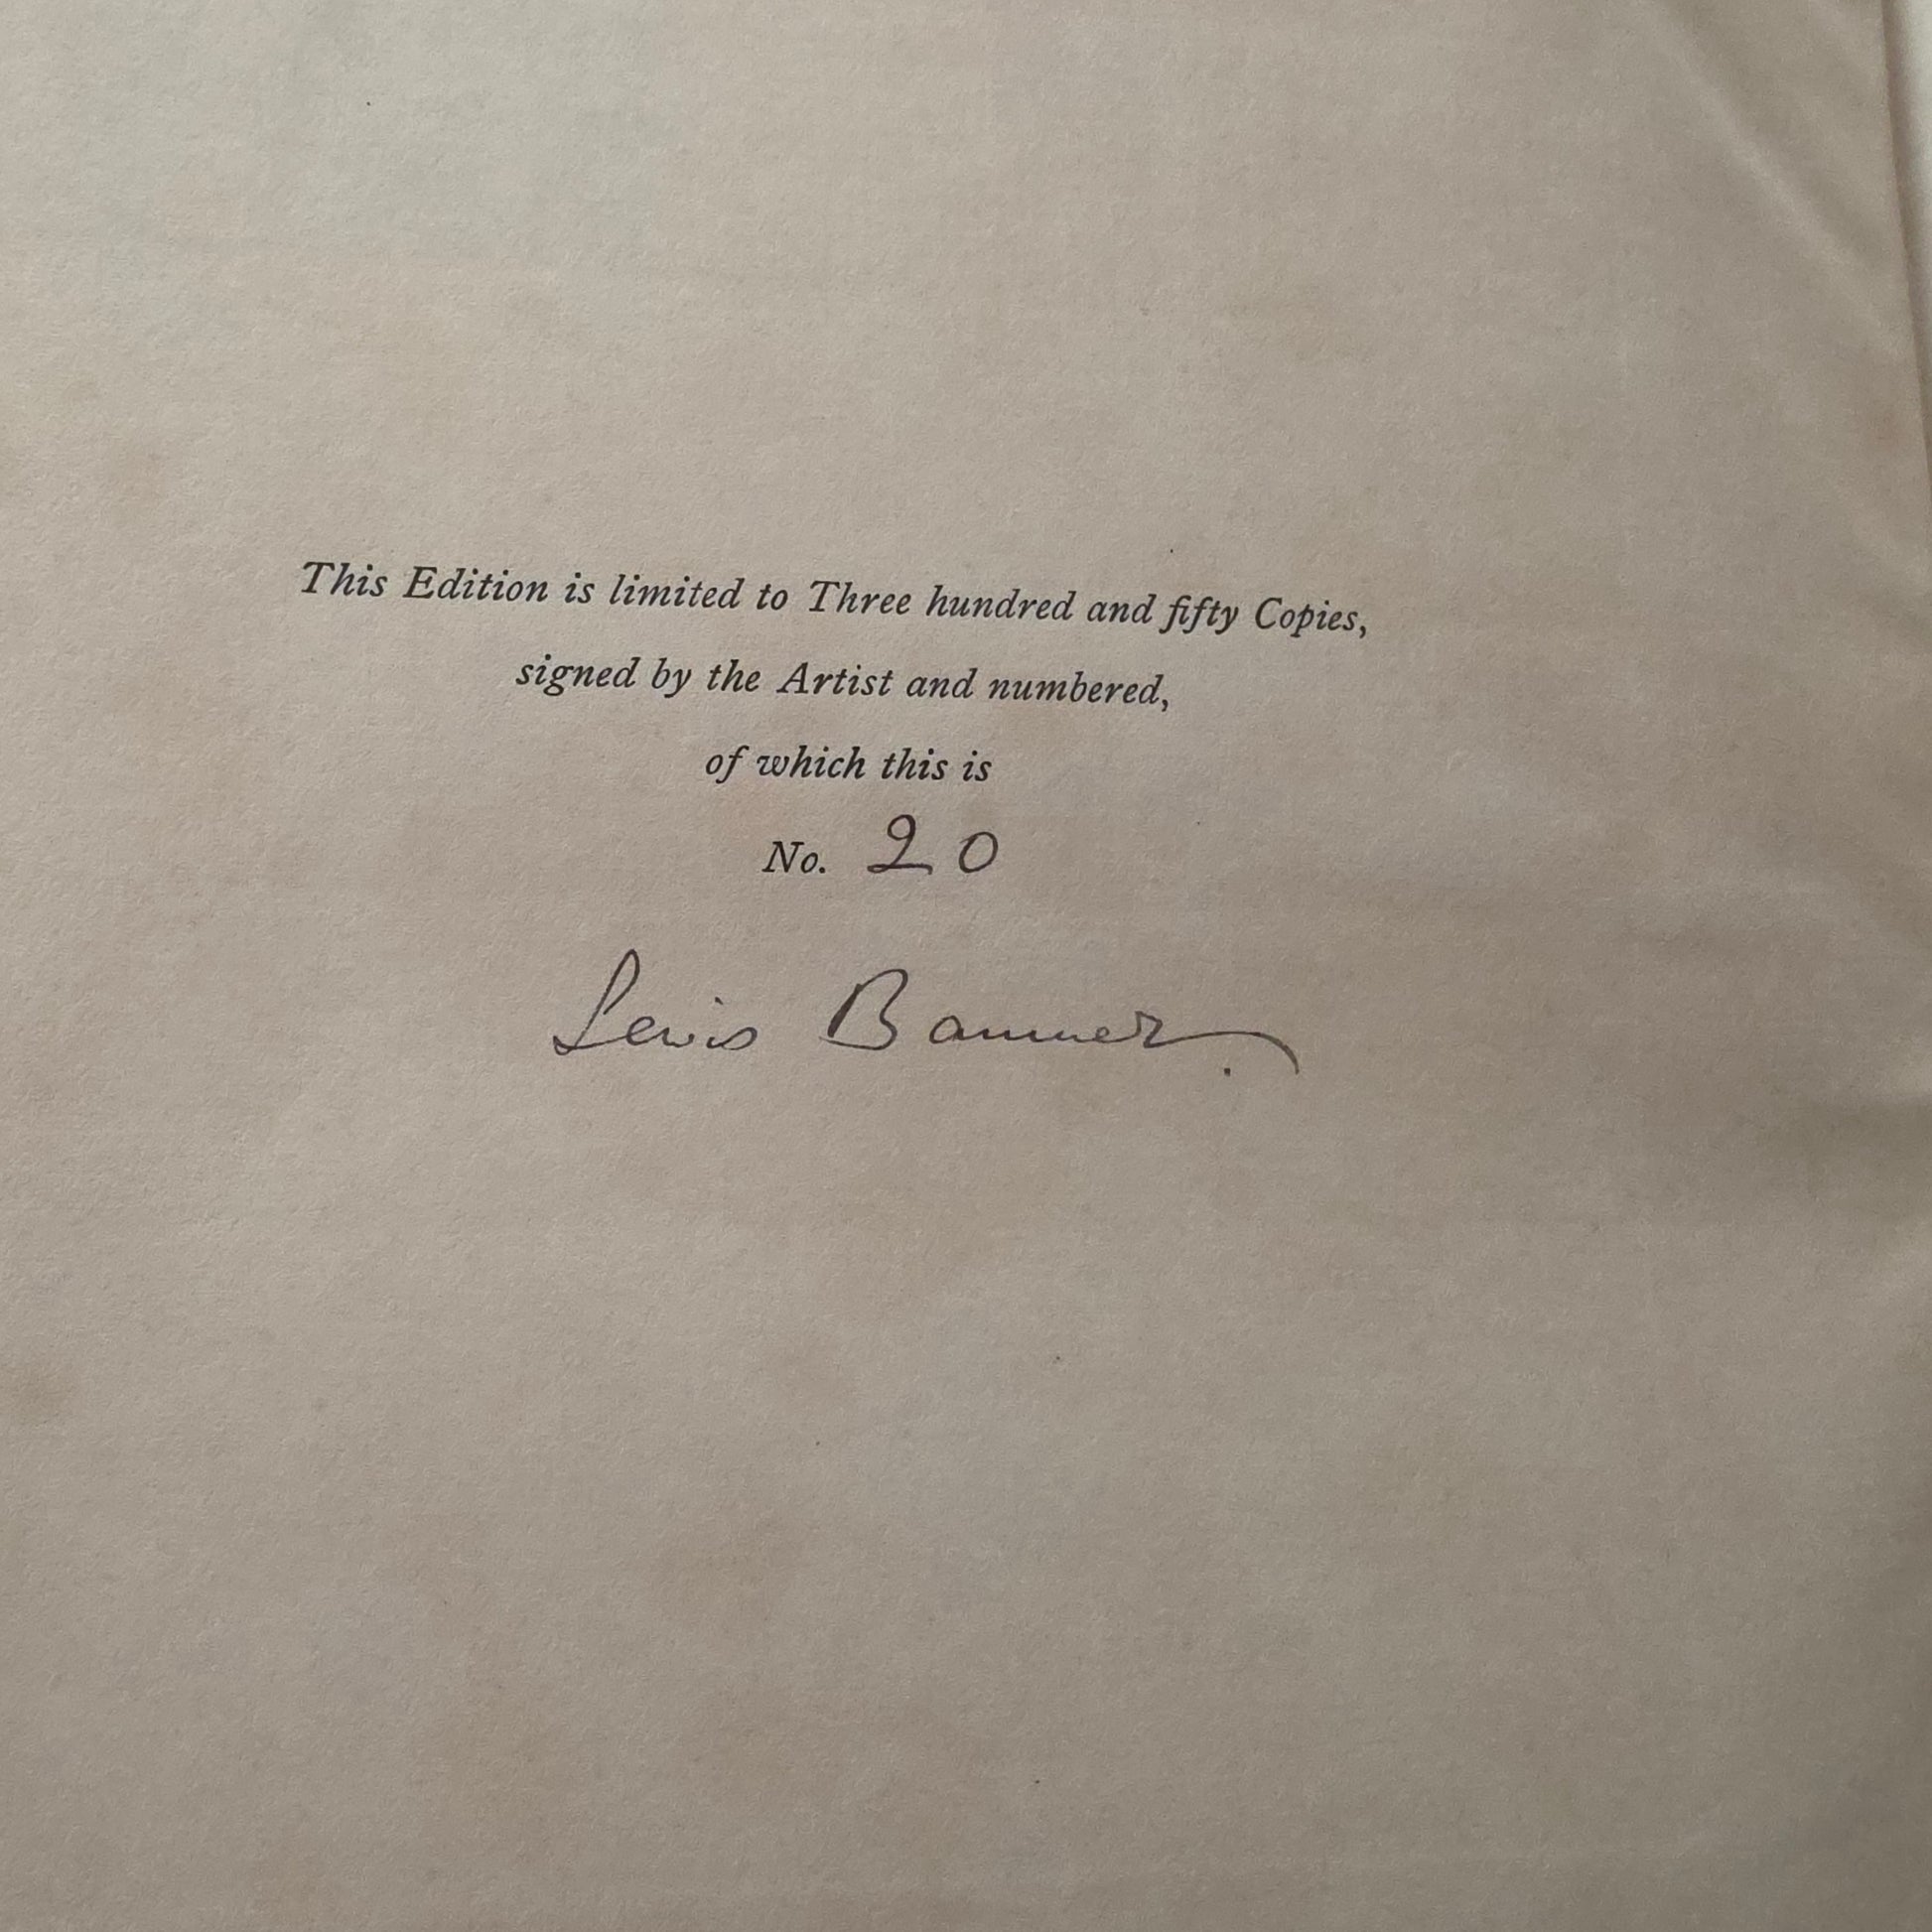 This Edition is limited to Three hundred and fifty Copies,
signed by the Artist and numbered,
of which this is
No. 20
Lewis Baumer.